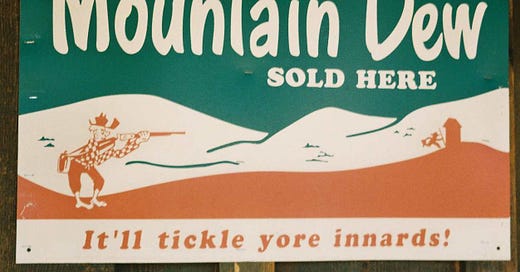 Mountain Dew
SOLD HERE
It'll tickle yore innards!